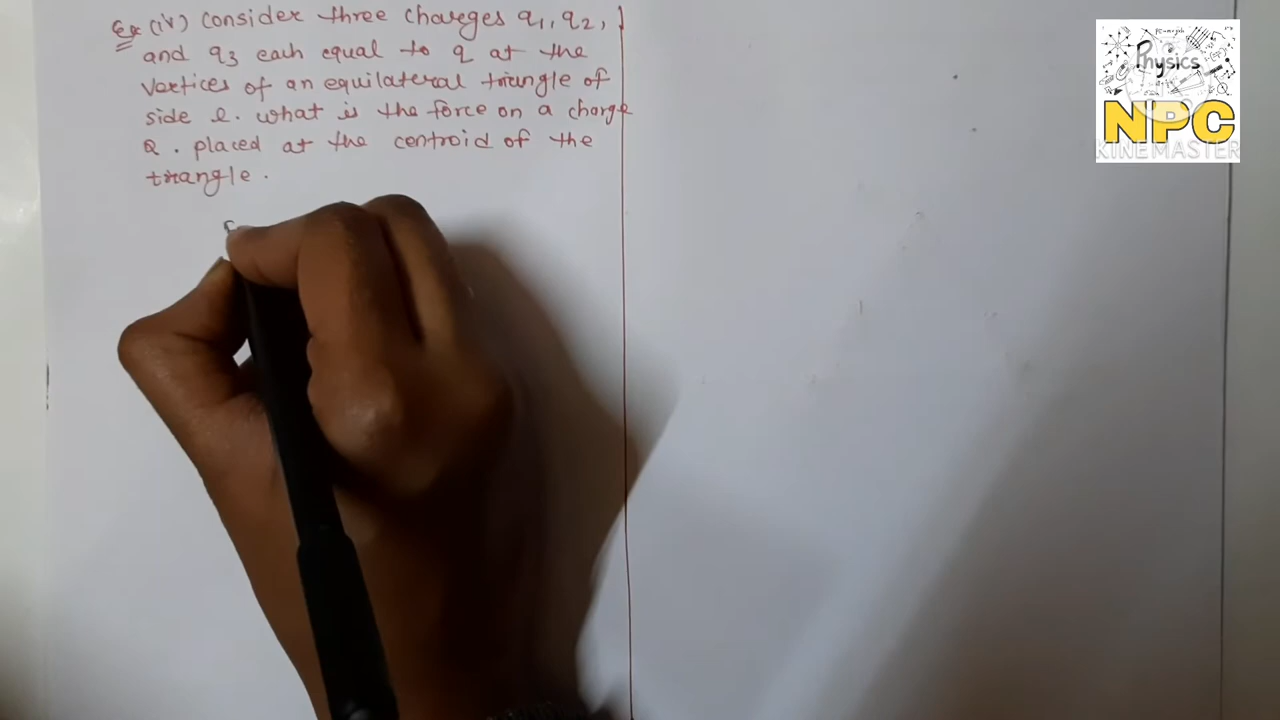 Ex (iv) consider three charges q1, q2,
and q3 each equal to q at the
vertices of an equilateral triangle of
side l. what is the force on a charge
Q. placed at the centroid of the
triangle.
Physics
NPC
KINEMASTER